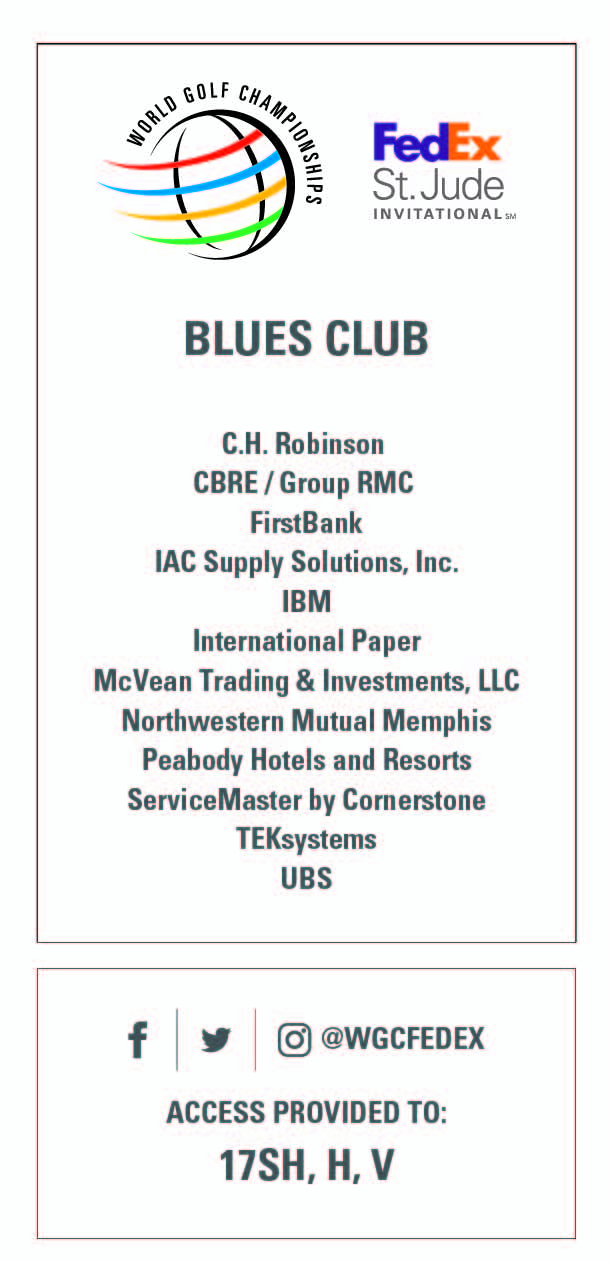 WORLD GOLF CHAMPIONSHIPS
FedEx
St. Jude
INVITATIONAL SM
BLUES CLUB
C.H. Robinson
CBRE / Group RMC
FirstBank
IAC Supply Solutions, Inc.
IBM
International Paper
McVean Trading & Investments, LLC
Northwestern Mutual Memphis
Peabody Hotels and Resorts
ServiceMaster by Cornerstone
TEKsystems
UBS
@WGCFEDEX
ACCESS PROVIDED TO:
17SH, H, V